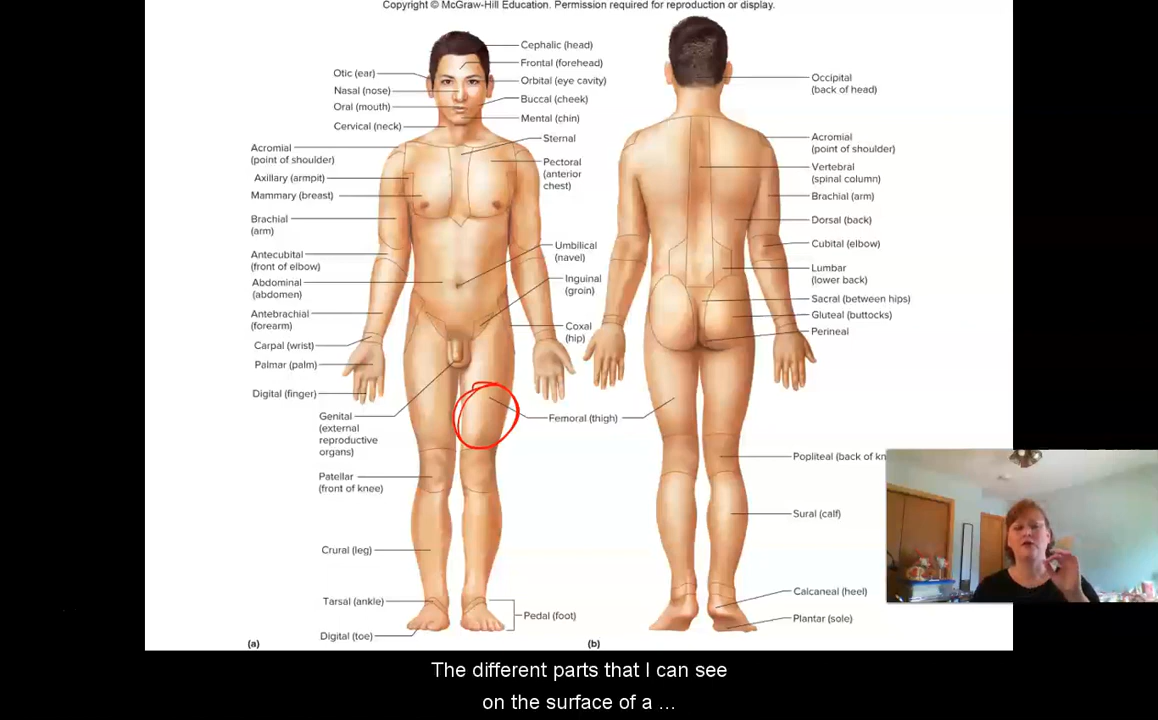 Copyright © McGraw-Hill Education. Permission required for reproduction or display.
Cephalic (head)
Frontal (forehead)
Orbital (eye cavity)
Buccal (cheek)
Mental (chin)
Sternal
Pectoral
(anterior
chest)
Otic (ear)
Nasal (nose)
Oral (mouth)
Cervical (neck)
Acromial
(point of shoulder)
Axillary (armpit)
Mammary (breast)
Brachial
(arm)
Antecubital
(front of elbow)
Abdominal
(abdomen)
Antebrachial
(forearm)
Carpal (wrist)
Palmar (palm)
Digital (finger)
Genital
(external
reproductive
organs)
Patellar
(front of knee)
Crural (leg)
Tarsal (ankle)
Digital (toe)
Umbilical
(navel)
Inguinal
(groin)
Coxal
(hip)
Femoral (thigh)
Pedal (foot)
(a)
Occipital
(back of head)
Acromial
(point of shoulder)
Vertebral
(spinal column)
Brachial (arm)
Dorsal (back)
Cubital (elbow)
Lumbar
(lower back)
Sacral (between hips)
Gluteal (buttocks)
Perineal
Popliteal (back of kn
Sural (calf)
Calcaneal (heel)
Plantar (sole)
(b)
The different parts that I can see
on the surface of a ...